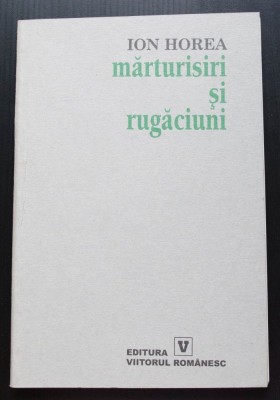 ION HOREA
mărturisiri
și
rugăciuni
EDITURA V
VIITORUL ROMÂNESC